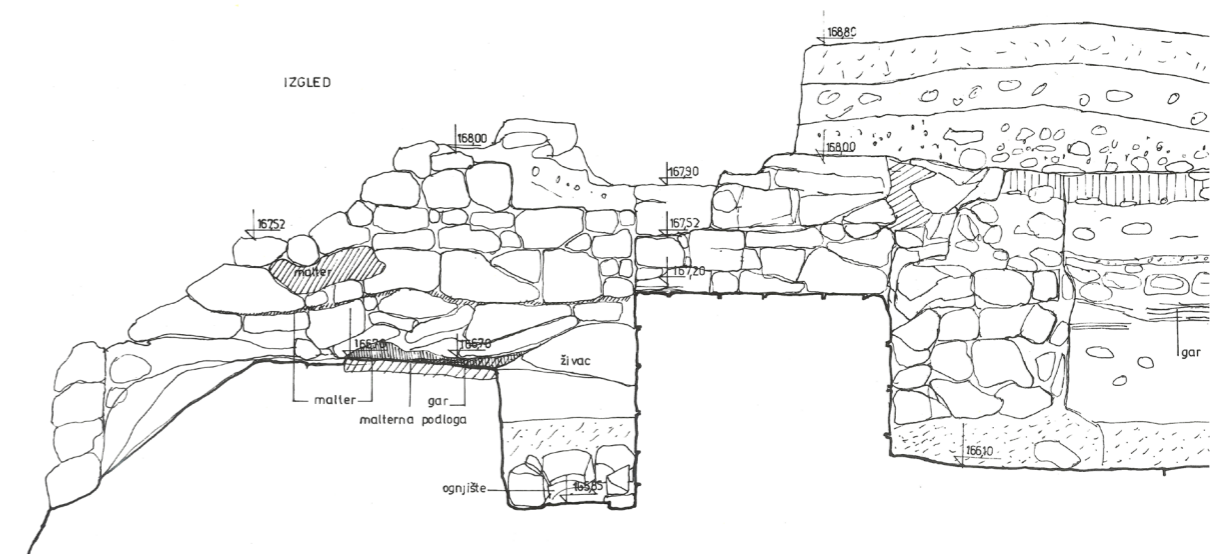 168,80
IZGLED
168,00
168,00
167,90
167,52
167,52
malter
167,20
166,70
166,70
živac
gar
malter
gar
malterna podloga
166,10
ognjište
165,85